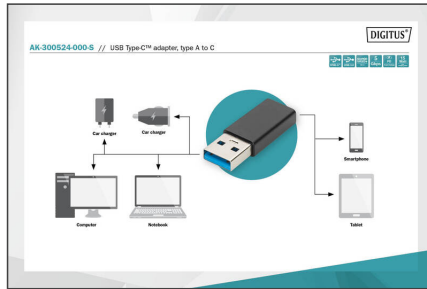 DIGITUS®
AK-300524-000-S // USB Type-C™ adapter, type A to C
Car charger
Car charger
Smartphone
Computer
Notebook
Tablet